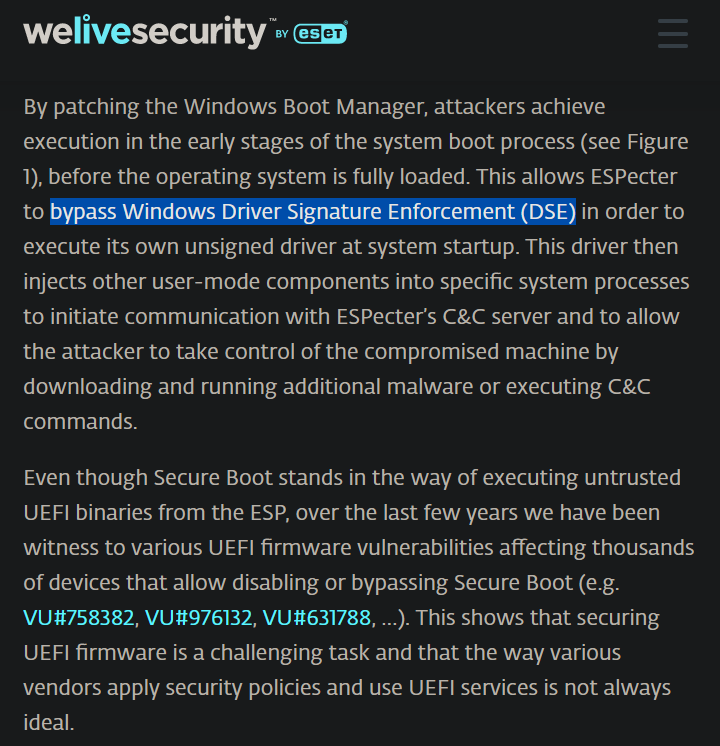 welivesecurity™ BY eseT®
By patching the Windows Boot Manager, attackers achieve
execution in the early stages of the system boot process (see Figure
1), before the operating system is fully loaded. This allows ESPecter
to bypass Windows Driver Signature Enforcement (DSE) in order to
execute its own unsigned driver at system startup. This driver then
injects other user-mode components into specific system processes
to initiate communication with ESPecter’s C&C server and to allow
the attacker to take control of the compromised machine by
downloading and running additional malware or executing C&C
commands.
Even though Secure Boot stands in the way of executing untrusted
UEFI binaries from the ESP, over the last few years we have been
witness to various UEFI firmware vulnerabilities affecting thousands
of devices that allow disabling or bypassing Secure Boot (e.g.
VU#758382, VU#976132, VU#631788, …). This shows that securing
UEFI firmware is a challenging task and that the way various
vendors apply security policies and use UEFI services is not always
ideal.